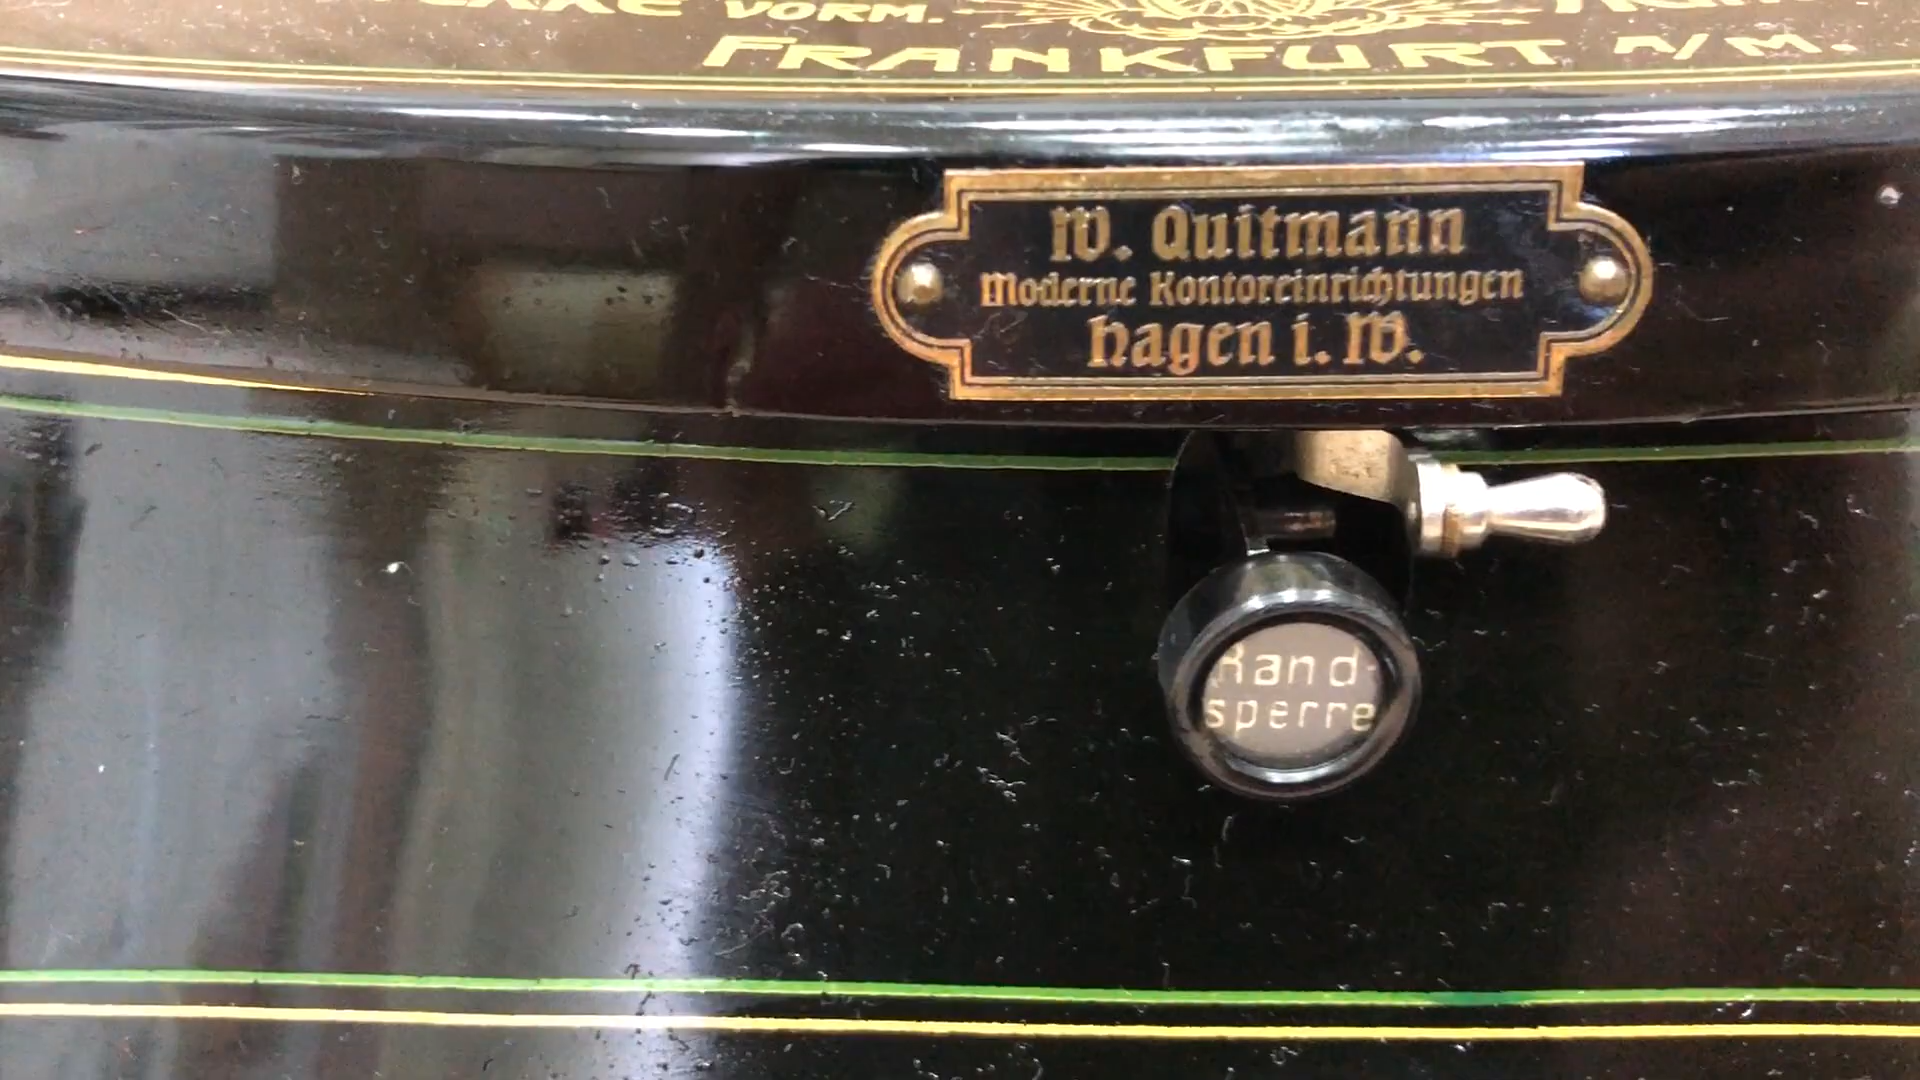 VORM.
FRANKFURT A/M.
W. Quitmann
Moderne Kontoreinrichtungen
Hagen i. W.
Rand-
sperre